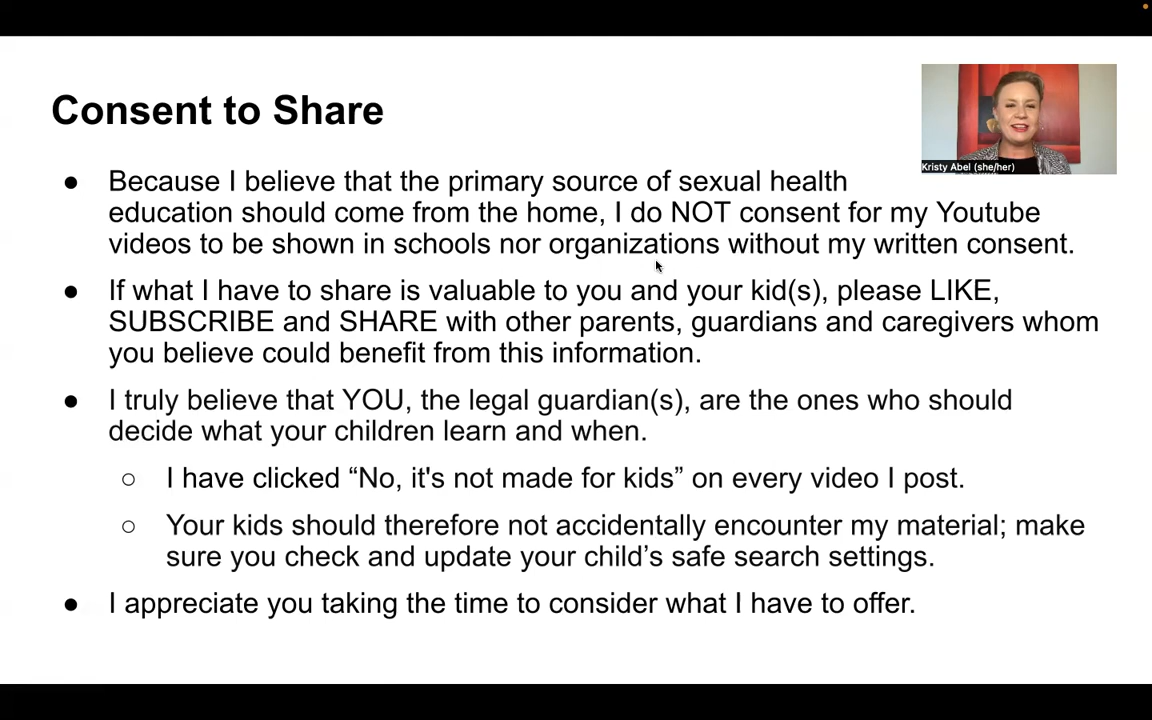 Consent to Share
Kristy Abel (she/her)
● Because I believe that the primary source of sexual health
education should come from the home, I do NOT consent for my Youtube
videos to be shown in schools nor organizations without my written consent.
● If what I have to share is valuable to you and your kid(s), please LIKE,
SUBSCRIBE and SHARE with other parents, guardians and caregivers whom
you believe could benefit from this information.
● I truly believe that YOU, the legal guardian(s), are the ones who should
decide what your children learn and when.
○ I have clicked “No, it's not made for kids” on every video I post.
○ Your kids should therefore not accidentally encounter my material; make
sure you check and update your child’s safe search settings.
● I appreciate you taking the time to consider what I have to offer.